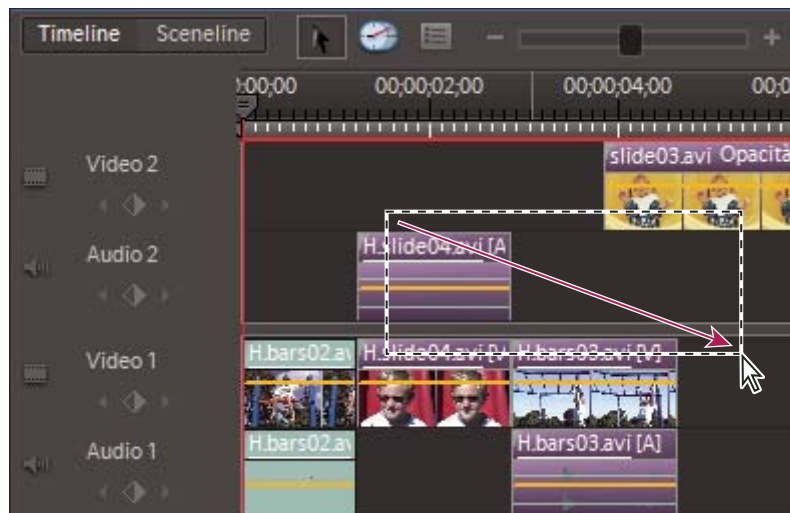 Timeline Sceneline
00;00 00;00;02;00 00;00;04;00 00;0
Video 2
slide03.avi Opacità
Audio 2
H.slide04.avi [A
Video 1
H.bars02.av H.slide04.avi [V H.bars03.avi [V]
Audio 1
H.bars02.av H.bars03.avi [A]